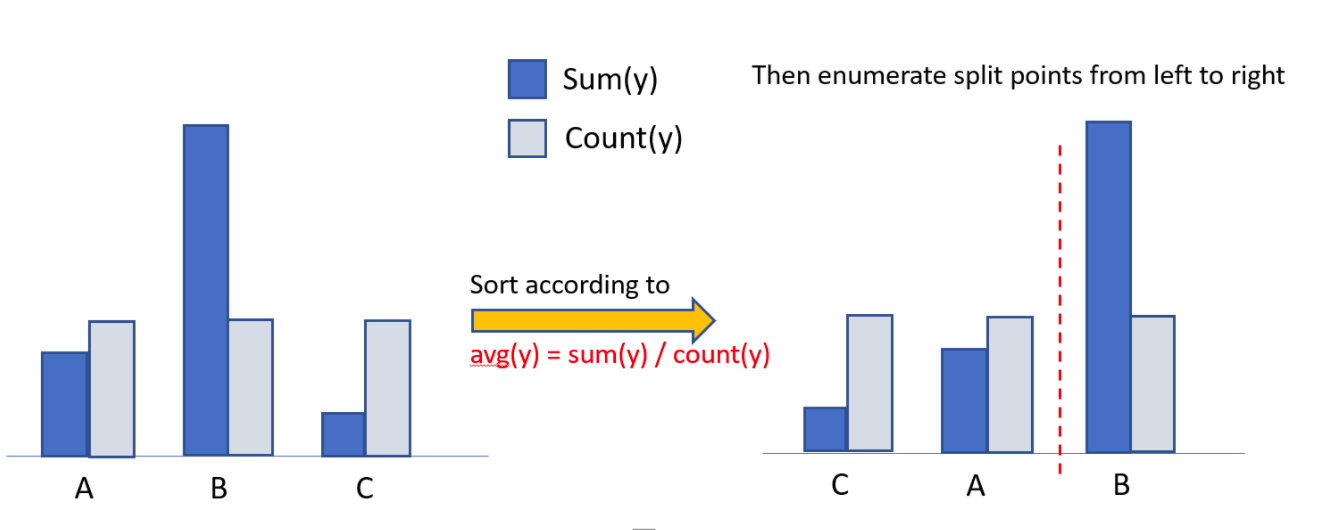 Sum(y)
Count(y)
Then enumerate split points from left to right
Sort according to
avg(y) = sum(y) / count(y)
A B C
C A B